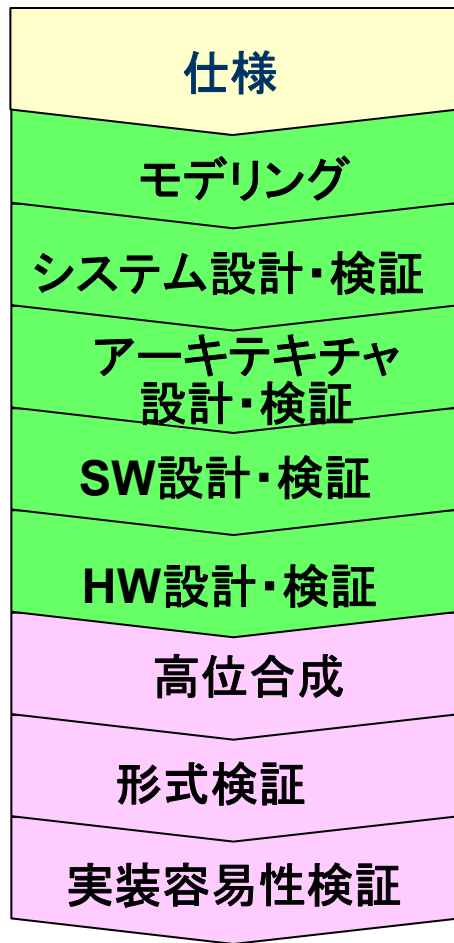 仕様
モデリング
システム設計・検証
アーキテキチャ
設計・検証
SW設計・検証
HW設計・検証
高位合成
形式検証
実装容易性検証